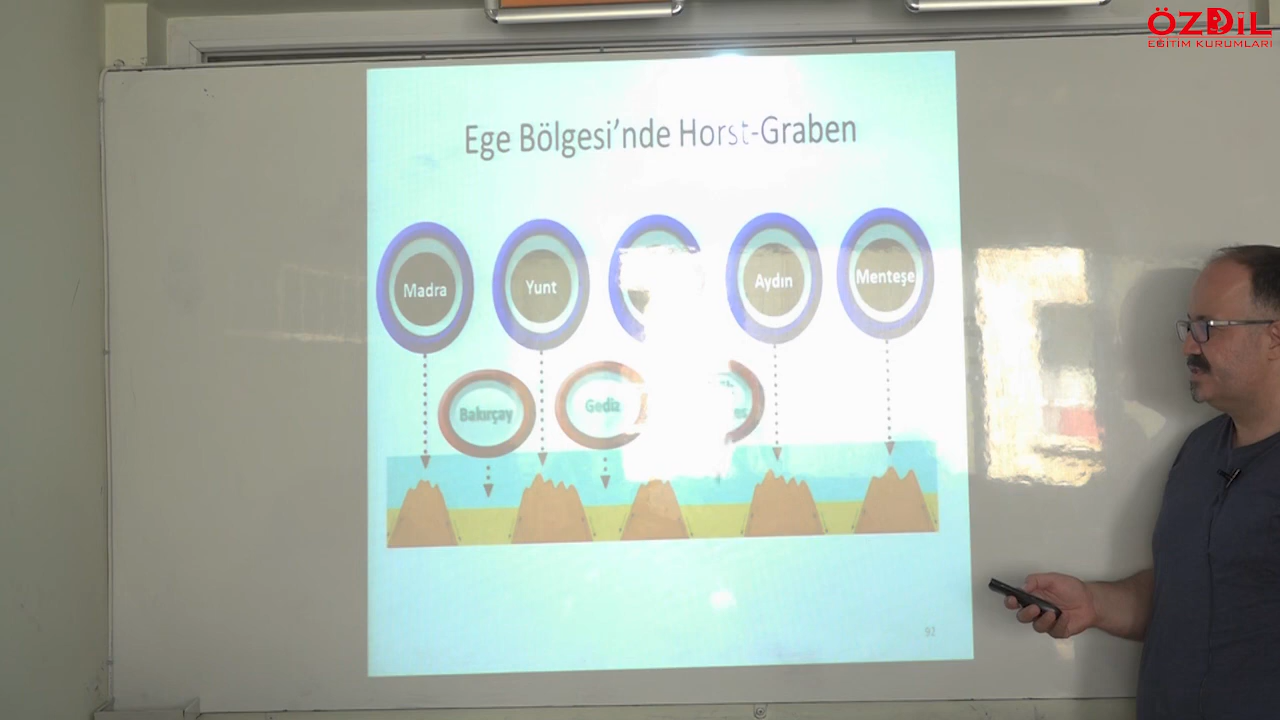 ÖZDİL
EĞİTİM KURUMLARI
Ege Bölgesi'nde Horst-Graben
Madra
Yunt
Aydın
Menteşe
Bakırçay
Gediz
92